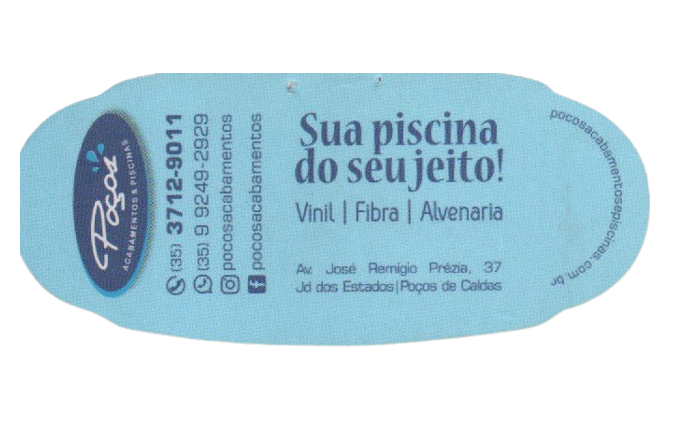 Poços
ACABAMENTOS & PISCINAS
(35) 3712-9011
(35) 9 9249-2929
pocosacabamentos
pocosacabamentos
Sua piscina
do seu jeito!
Vinil | Fibra | Alvenaria
Av. José Remígio Prézia, 37
Jd dos Estados|Poços de Caldas
pocosacabamentosepiscinas.com.br